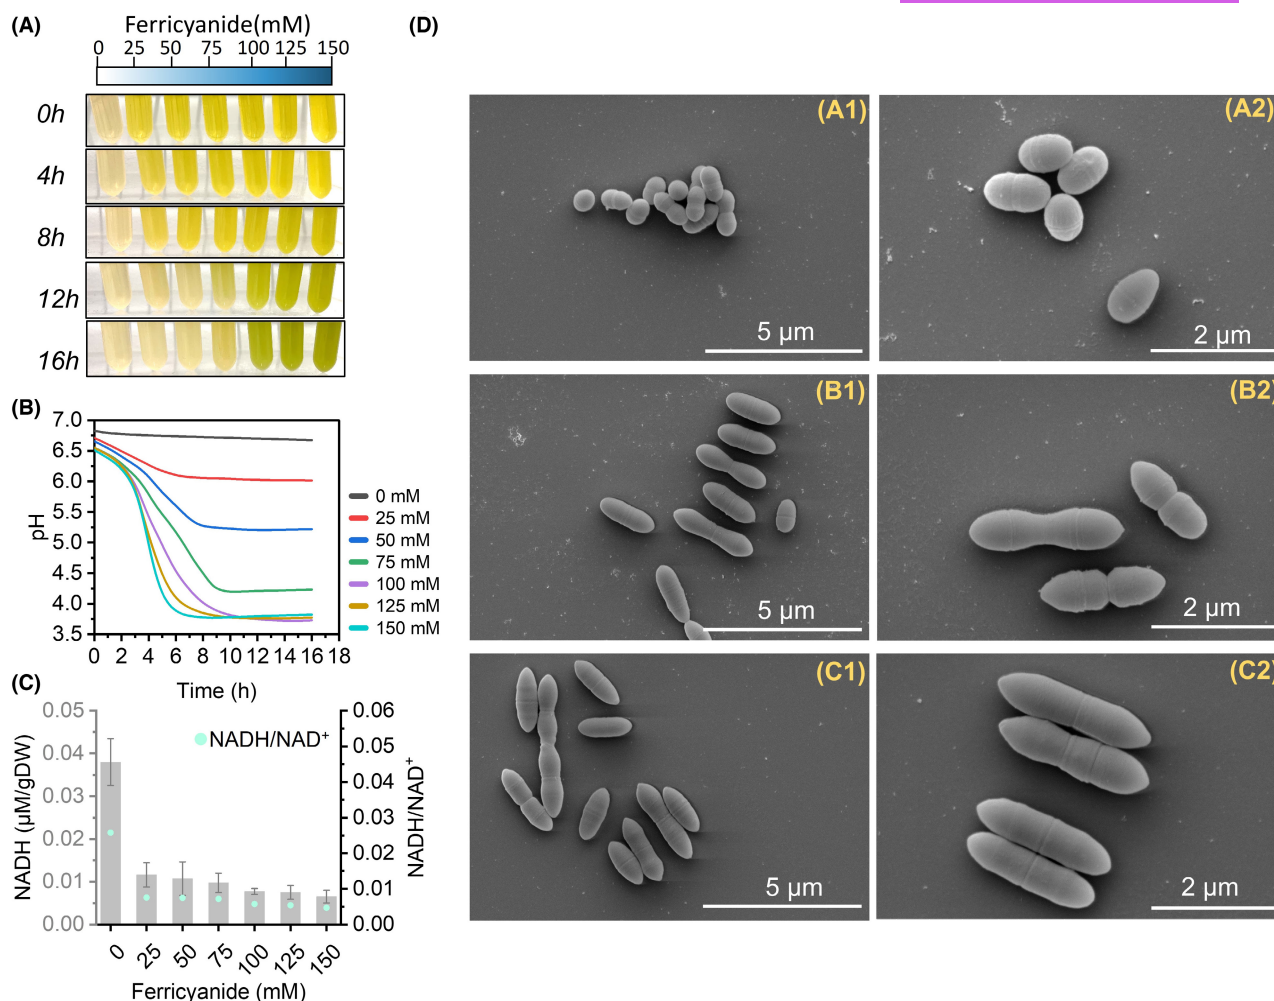 (A)
Ferricyanide(mM)
0 25 50 75 100 125 150
0h
4h
8h
12h
16h
(B)
7.0
6.5
6.0
5.5
5.0
4.5
4.0
3.5
pH
0 2 4 6 8 10 12 14 16 18
Time (h)
0 mM
25 mM
50 mM
75 mM
100 mM
125 mM
150 mM
(C)
0.05
0.04
0.03
0.02
0.01
0.00
NADH (μM/gDW)
NADH/NAD⁺
0.06
0.05
0.04
0.03
0.02
0.01
0.00
NADH/NAD⁺
0 25 50 75 100 125 150
Ferricyanide (mM)
(D)
(A1)
5 μm
(A2)
2 μm
(B1)
5 μm
(B2)
2 μm
(C1)
5 μm
(C2)
2 μm